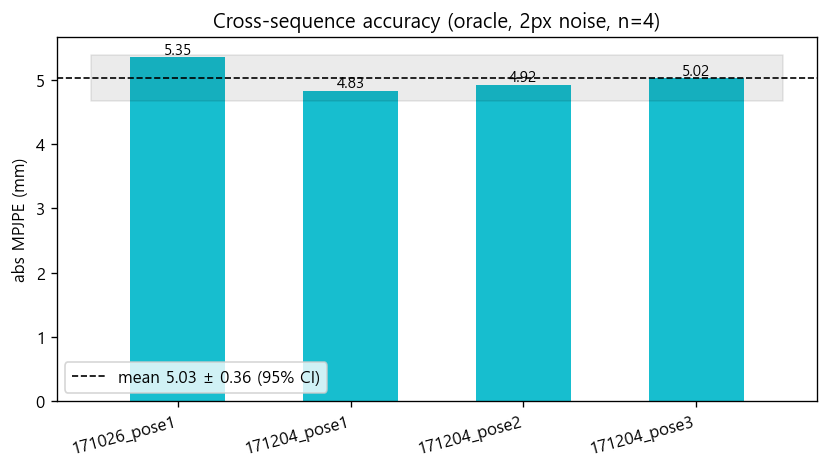 Cross-sequence accuracy (oracle, 2px noise, n=4)
abs MPJPE (mm)
5
4
3
2
1
0
5.35
4.83
4.92
5.02
mean 5.03 ± 0.36 (95% CI)
171026_pose1
171204_pose1
171204_pose2
171204_pose3